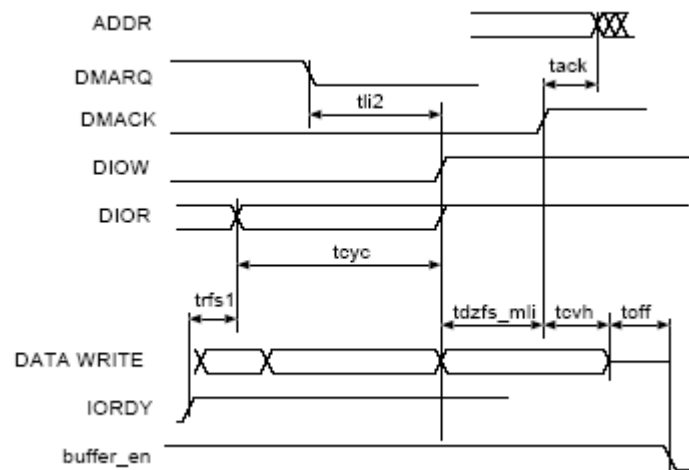 ADDR
DMARQ
tack
tli2
DMACK
DIOW
DIOR
tcyc
trfs1
tdzfs_mli tcvh toff
DATA WRITE
IORDY
buffer_en